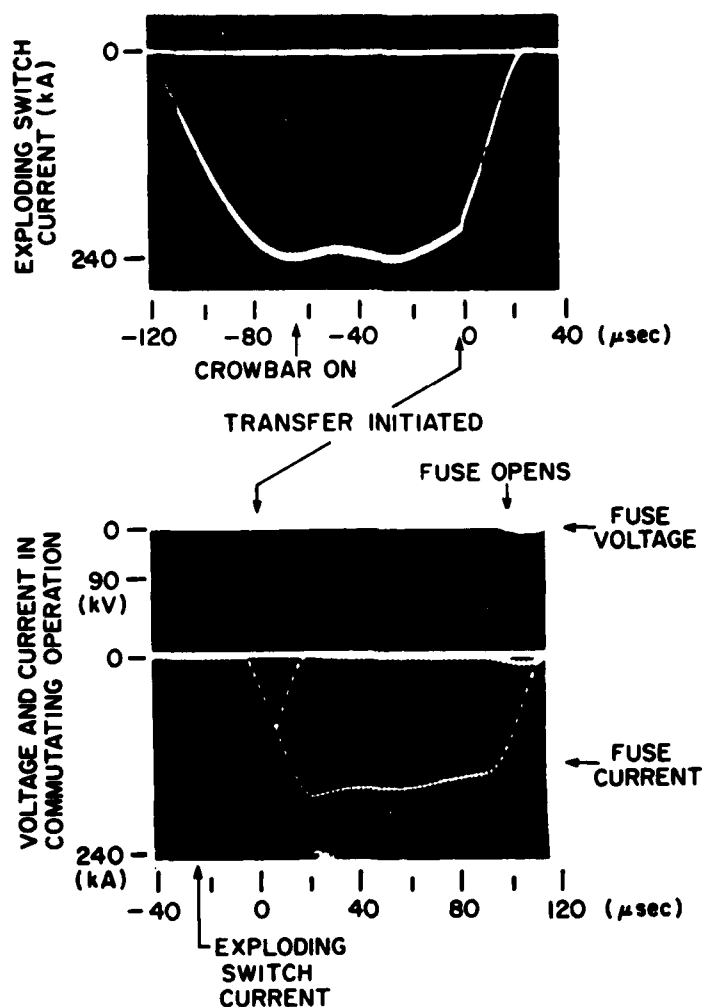 EXPLODING SWITCH
CURRENT (kA)
0
240
-120
-80
-40
0
40 (μsec)
CROWBAR ON
TRANSFER INITIATED
FUSE OPENS
VOLTAGE AND CURRENT IN
COMMUTATING OPERATION
0
90
(kV)
0
240
(kA)
FUSE
VOLTAGE
FUSE
CURRENT
-40
0
40
80
120 (μsec)
EXPLODING
SWITCH
CURRENT